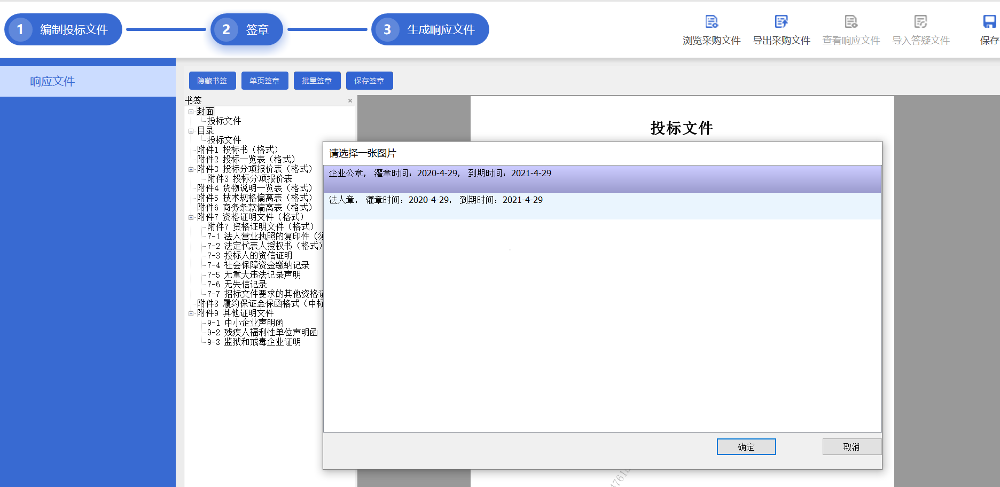 1 编制投标文件
2 签章
3 生成响应文件
浏览采购文件
导出采购文件
查看响应文件
导入答疑文件
保存
响应文件
隐藏书签
单页签章
批量签章
保存签章
书签
封面
投标文件
目录
投标文件
附件1 投标书（格式）
附件2 投标一览表（格式）
附件3 投标分项报价表（格式）
附件3 投标分项报价表
附件4 货物说明一览表（格式）
附件5 技术规格偏离表（格式）
附件6 商务条款偏离表（格式）
附件7 资格证明文件（格式）
附件7 资格证明文件（格式）
7-1 法人营业执照的复印件（须
7-2 法定代表人授权书（格式）
7-3 投标人的资信证明
7-4 社会保障资金缴纳记录
7-5 无重大违法记录声明
7-6 无失信记录
7-7 招标文件要求的其他资格证
附件8 履约保证金保函格式（中标
附件9 其他证明文件
9-1 中小企业声明函
9-2 残疾人福利性单位声明函
9-3 监狱和戒毒企业证明
投标文件
请选择一张图片
企业公章， 灌章时间：2020-4-29， 到期时间：2021-4-29
法人章， 灌章时间：2020-4-29， 到期时间：2021-4-29
确定
取消